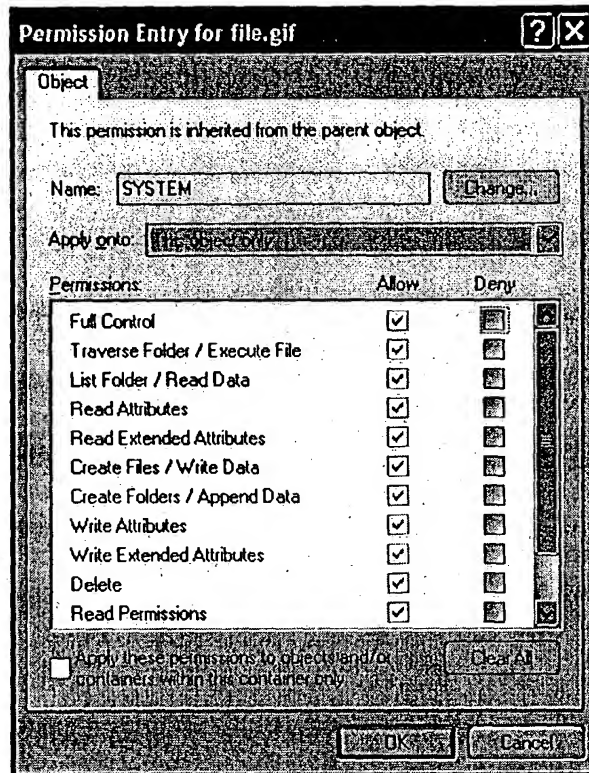 Permission Entry for file.gif
Object
This permission is inherited from the parent object.
Name: SYSTEM Change...
Apply onto: This object only
Permissions: Allow Deny
Full Control
Traverse Folder / Execute File
List Folder / Read Data
Read Attributes
Read Extended Attributes
Create Files / Write Data
Create Folders / Append Data
Write Attributes
Write Extended Attributes
Delete
Read Permissions
Apply these permissions to objects and/or containers within this container only
Clear All
OK Cancel